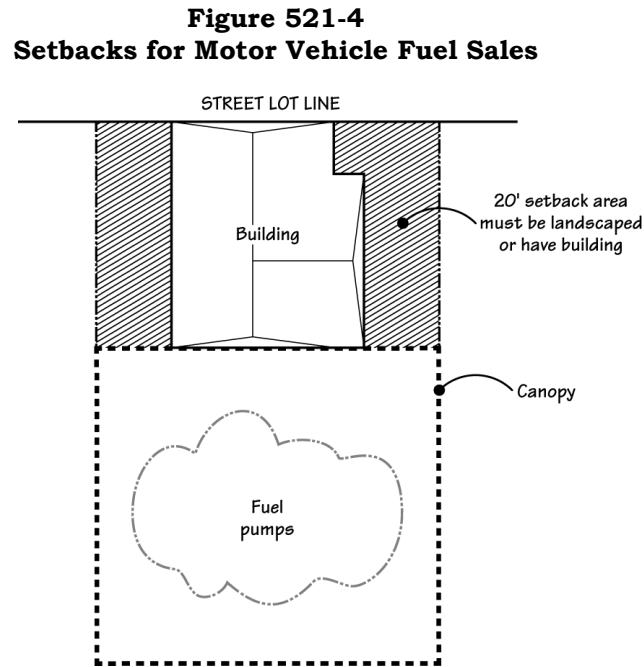 Figure 521-4
Setbacks for Motor Vehicle Fuel Sales
STREET LOT LINE
20' setback area
must be landscaped
or have building
Building
Canopy
Fuel
pumps